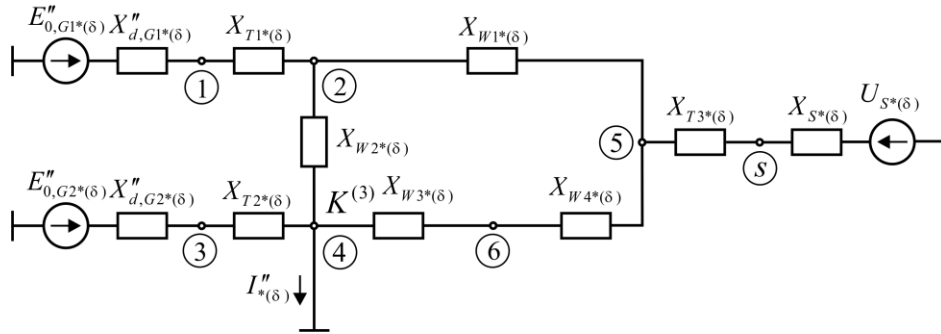 E″₀,G1*(δ) X″d,G1*(δ) X_T1*(δ) X_W1*(δ)
1 2
X_T3*(δ) X_S*(δ) U_S*(δ)
X_W2*(δ)
5 s
E″₀,G2*(δ) X″d,G2*(δ) X_T2*(δ) K⁽³⁾ X_W3*(δ) X_W4*(δ)
3 4 6
I″*(δ)